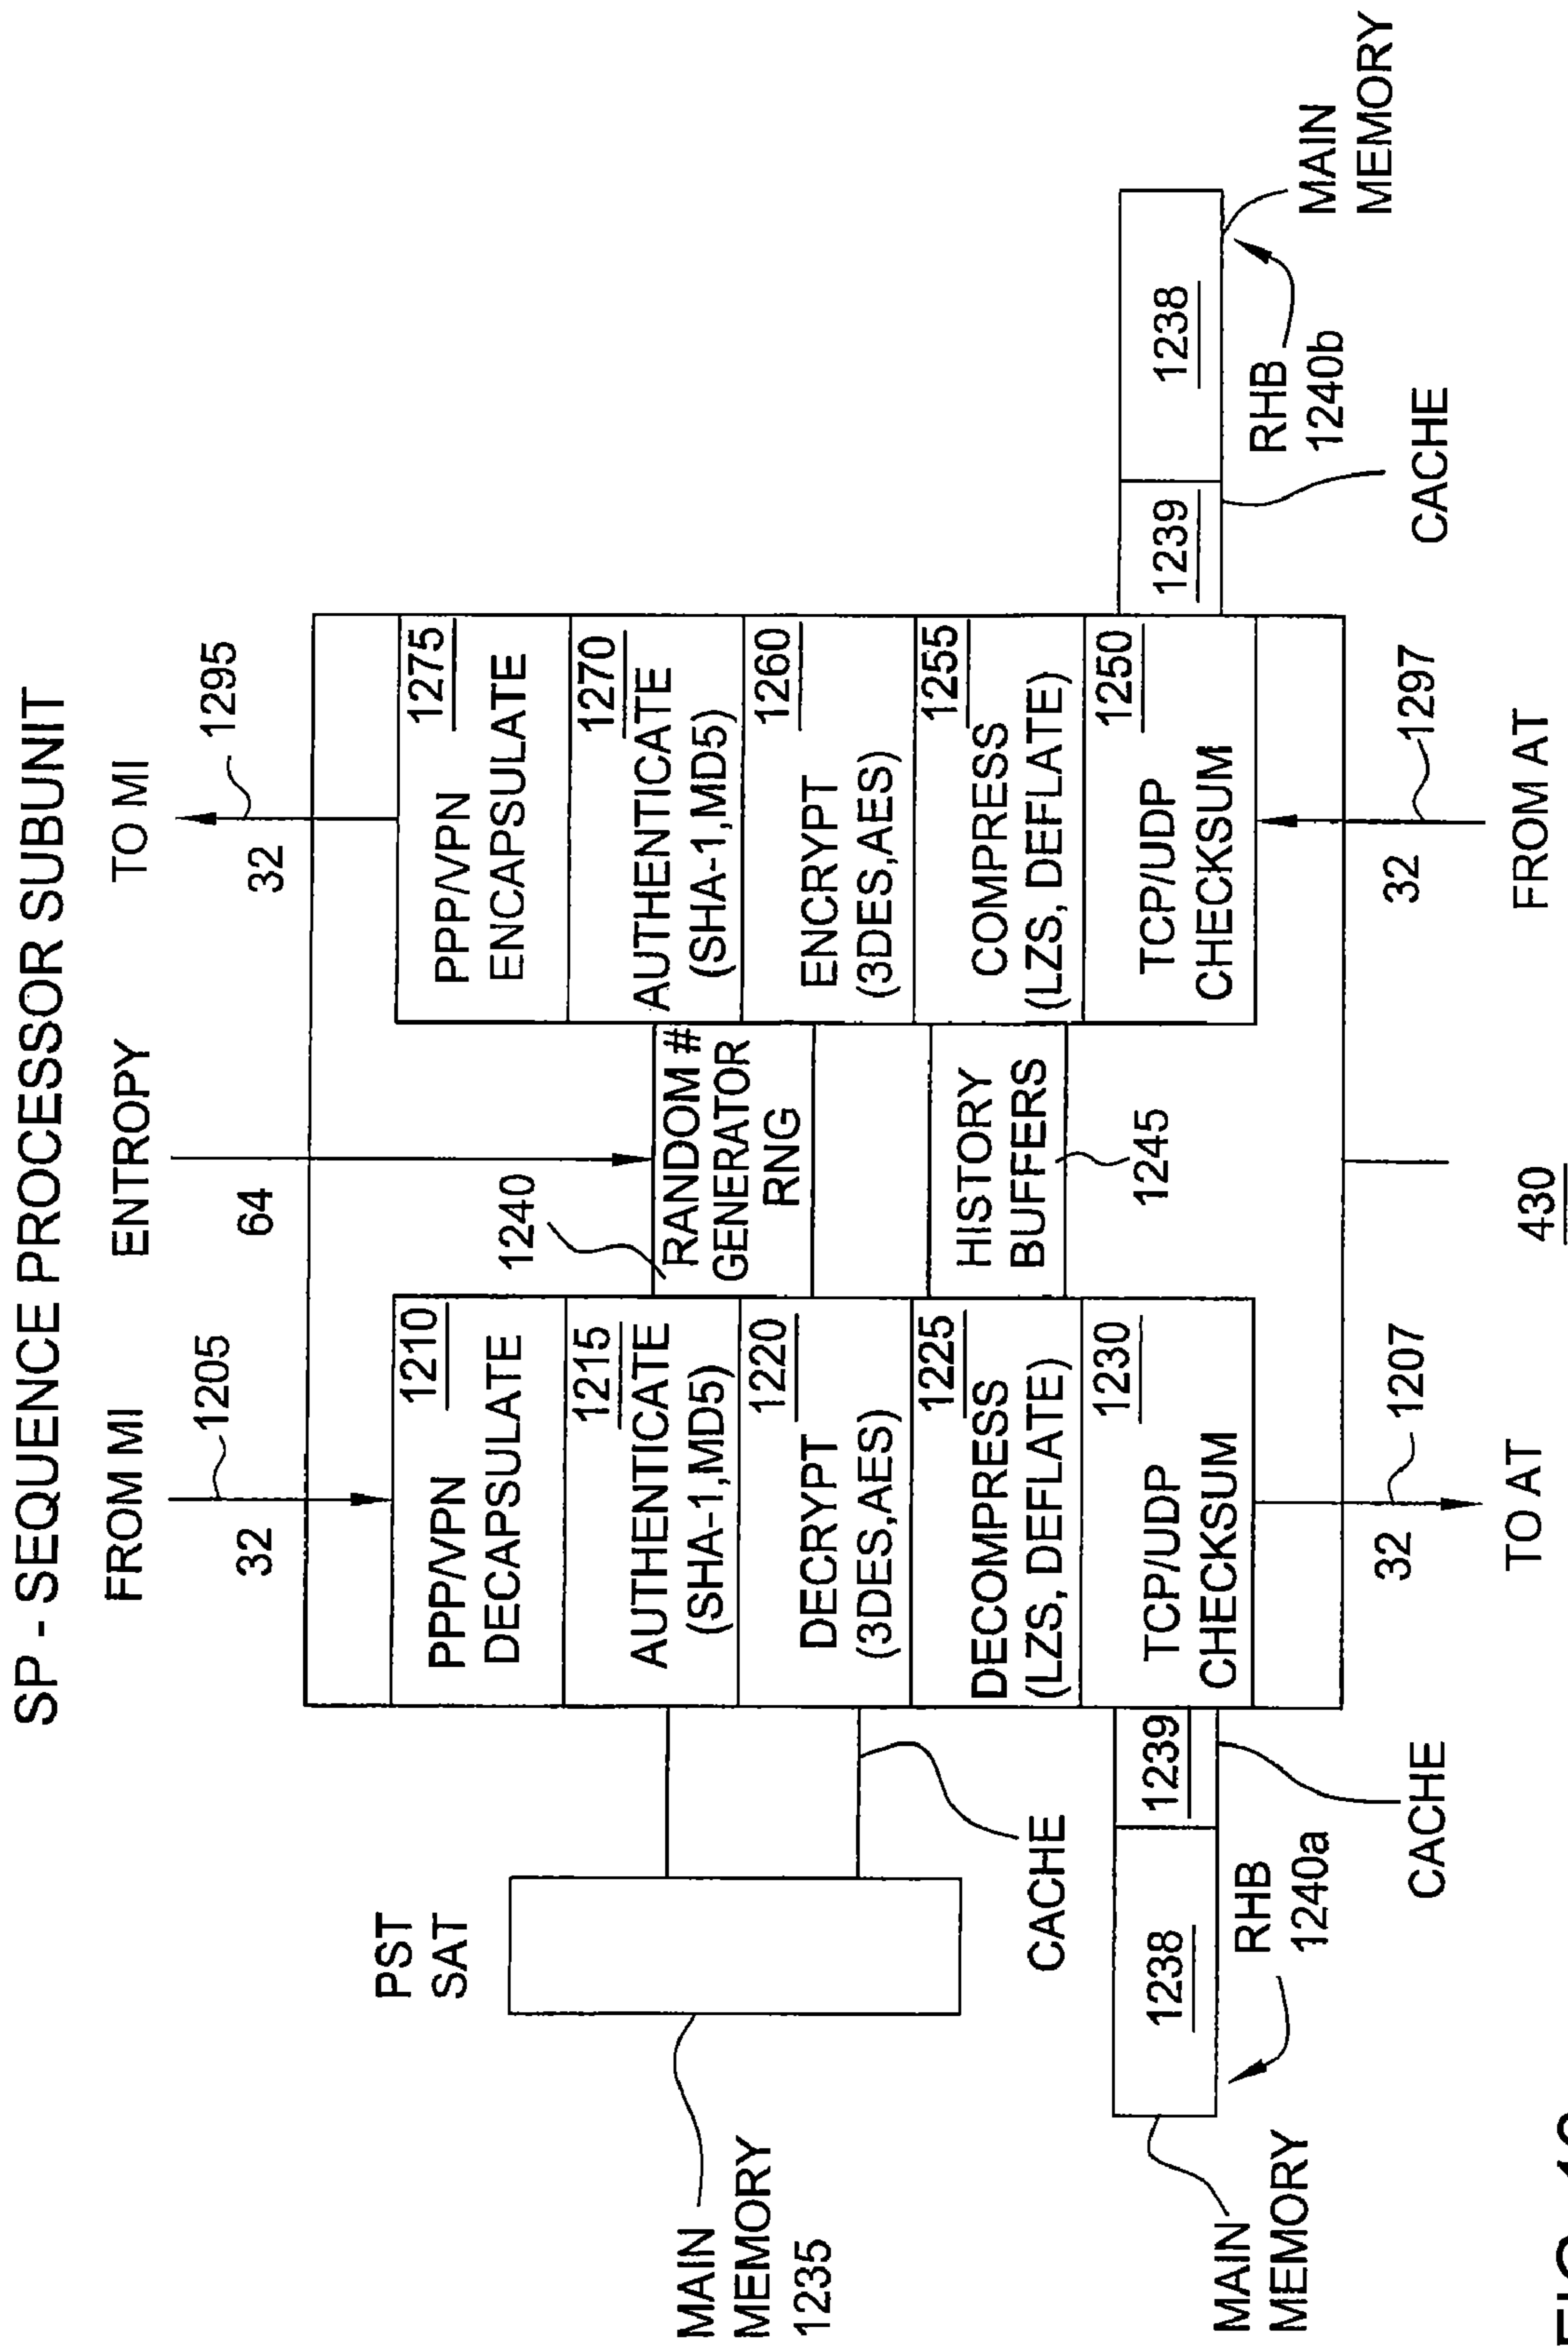 SP - SEQUENCE PROCESSOR SUBUNIT
FROM MI
ENTROPY
TO MI
1205
1295
32
64
32
PST
SAT
1210
PPP/VPN
DECAPSULATE
1215
AUTHENTICATE
(SHA-1,MD5)
1220
DECRYPT
(3DES,AES)
1225
DECOMPRESS
(LZS, DEFLATE)
1230
TCP/UDP
CHECKSUM
1240
RANDOM #
GENERATOR
RNG
HISTORY
BUFFERS
1245
1275
PPP/VPN
ENCAPSULATE
1270
AUTHENTICATE
(SHA-1,MD5)
1260
ENCRYPT
(3DES,AES)
1255
COMPRESS
(LZS, DEFLATE)
1250
TCP/UDP
CHECKSUM
MAIN
MEMORY
1235
CACHE
1238
1239
RHB
1240a
CACHE
MAIN
MEMORY
1239
1238
RHB
1240b
CACHE
MAIN
MEMORY
32
1207
TO AT
32
1297
FROM AT
430